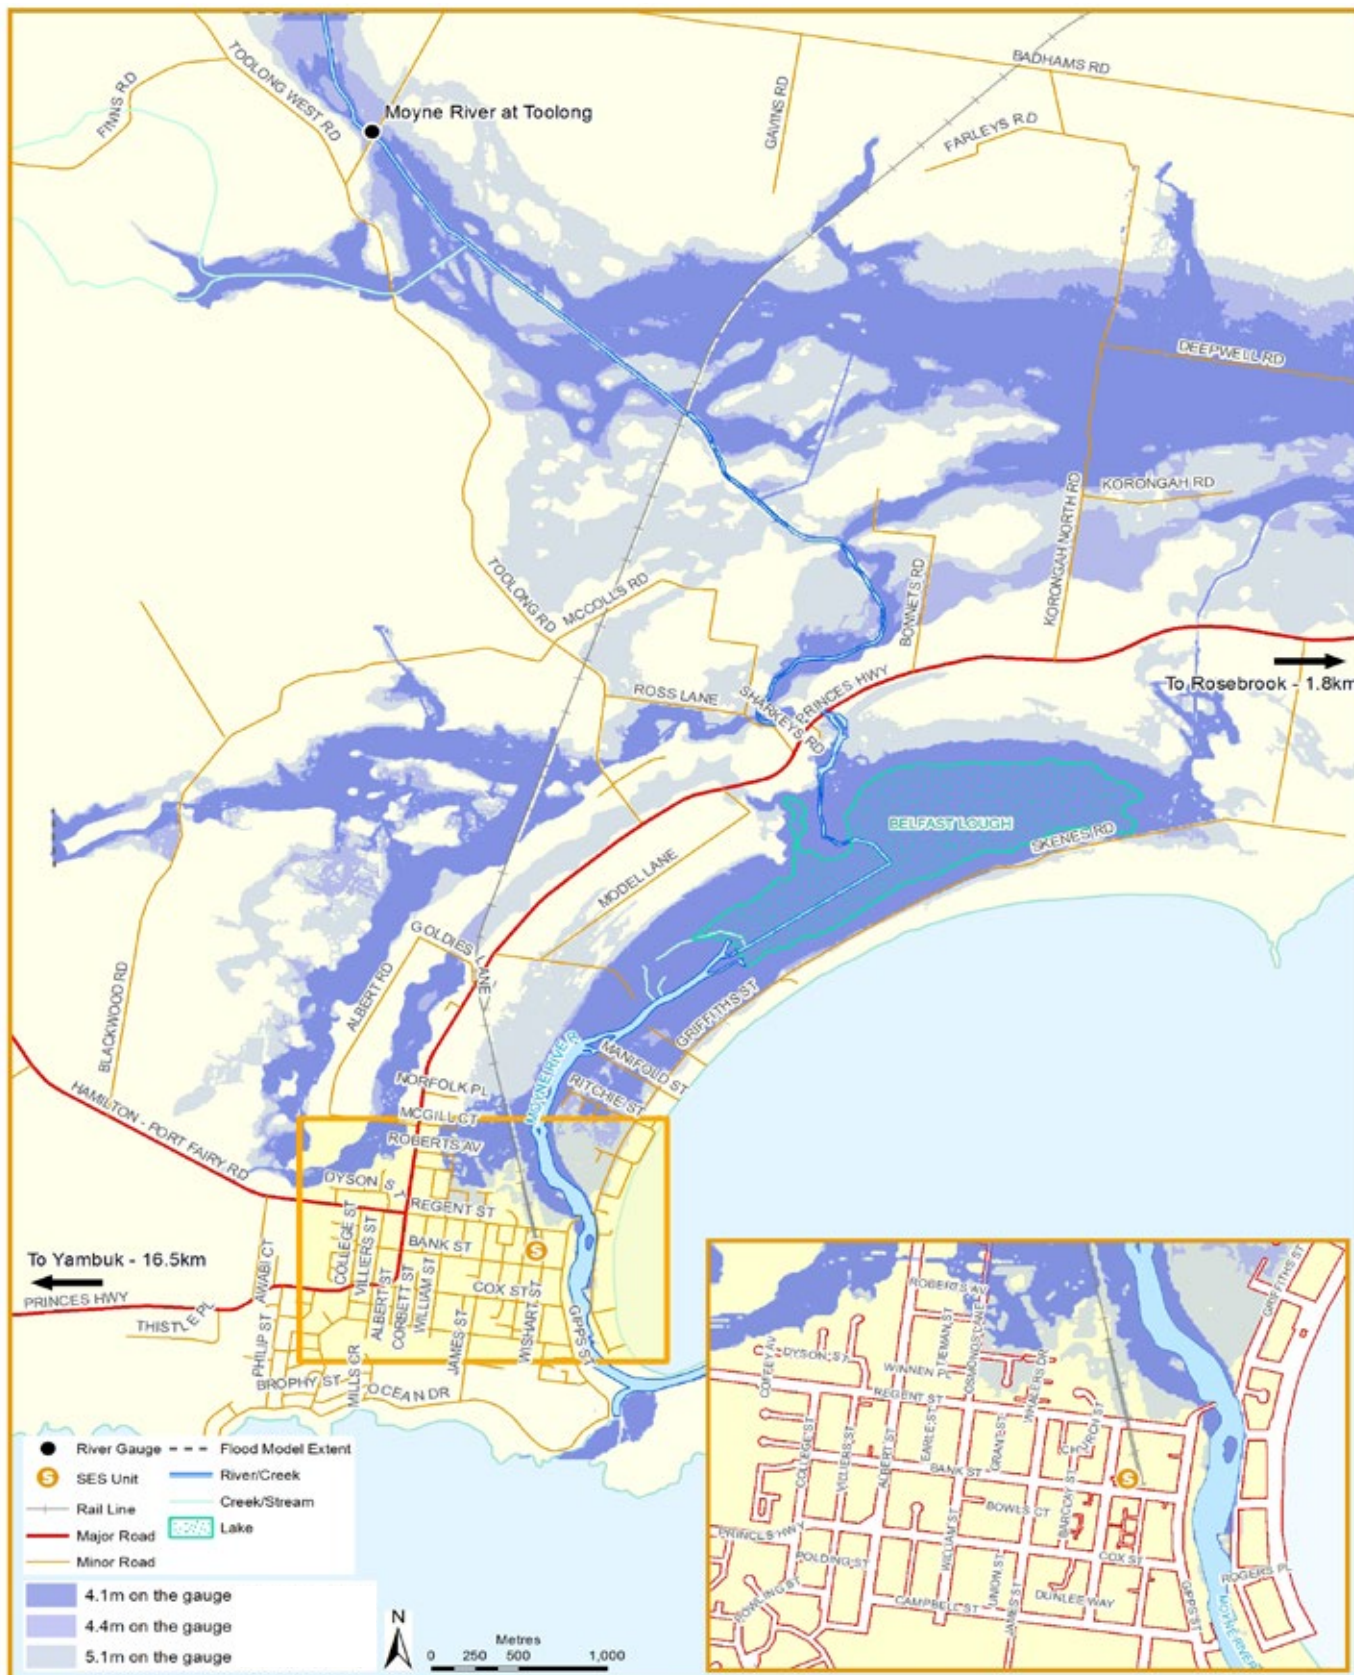 BADHAMS RD
FINNS RD
TOOLONG WEST RD
Moyne River at Toolong
GAVINS RD
FARLEYS RD
DEEPWELL RD
KORONGAH RD
KORONGAH NORTH RD
TOOLONG RD
MCCOLLS RD
BONNETS RD
ROSS LANE
SHARKEYS RD
PRINCES HWY
To Rosebrook - 1.8km
BELFAST LOUGH
SKENES RD
MODEL LANE
GOLDIES LANE
ALBERT RD
BLACKWOOD RD
GRIFFITHS ST
MOYNE RIVER
MANIFOLD ST
RITCHIE ST
NORFOLK PL
MCGILL CT
ROBERTS AV
HAMILTON - PORT FAIRY RD
DYSON ST
REGENT ST
COLLEGE ST
VILLIERS ST
BANK ST
S
To Yambuk - 16.5km
PRINCES HWY
THISTLE PL
AWABI CT
PHILIP ST
ALBERT ST
CORBETT ST
WILLIAM ST
COX ST
JAMES ST
WISHART ST
GIPPS ST
BROPHY ST
MILLS CR
OCEAN DR
River Gauge
Flood Model Extent
S
SES Unit
River/Creek
Rail Line
Creek/Stream
Major Road
Lake
Minor Road
4.1m on the gauge
4.4m on the gauge
5.1m on the gauge
N
Metres
0 250 500 1,000
ROBERTS AV
GRIFFITHS ST
COFFEY AV
DYSON ST
WINNEN P
TIEMAN ST
OSMONDS LANE
WHALERS DR
REGENT ST
COLLEGE ST
VILLIERS ST
ALBERT ST
EARLE ST
GRANT ST
BANK ST
S
BOWLS CT
BARCLAY ST
PRINCES HWY
POLDING ST
WILLIAM ST
COX ST
ROGERS PL
UNION ST
JAMES ST
DUNLEE WAY
CAMPBELL ST
GIPPS ST
MOYNE RIVER